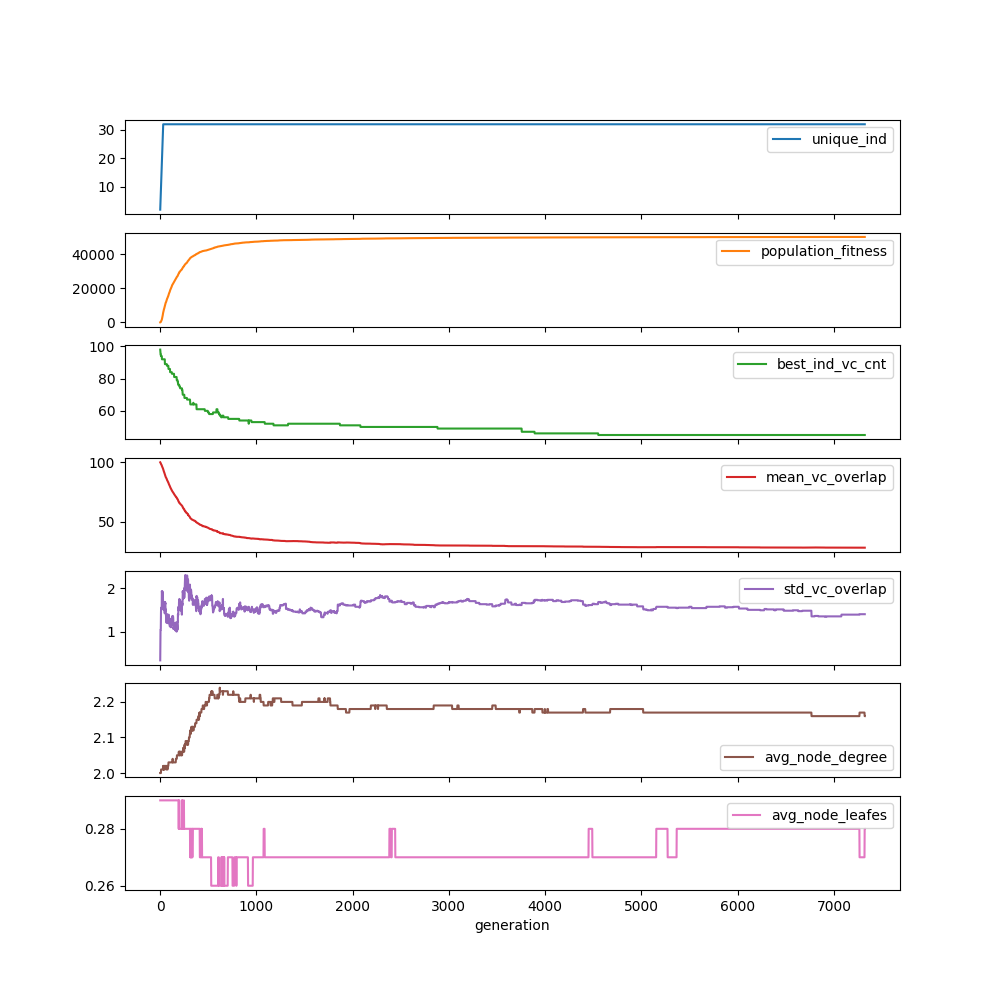 30
20
10
unique_ind
40000
20000
0
population_fitness
100
80
60
best_ind_vc_cnt
100
50
mean_vc_overlap
2
1
std_vc_overlap
2.2
2.1
2.0
avg_node_degree
0.28
0.26
avg_node_leafes
0 1000 2000 3000 4000 5000 6000 7000
generation